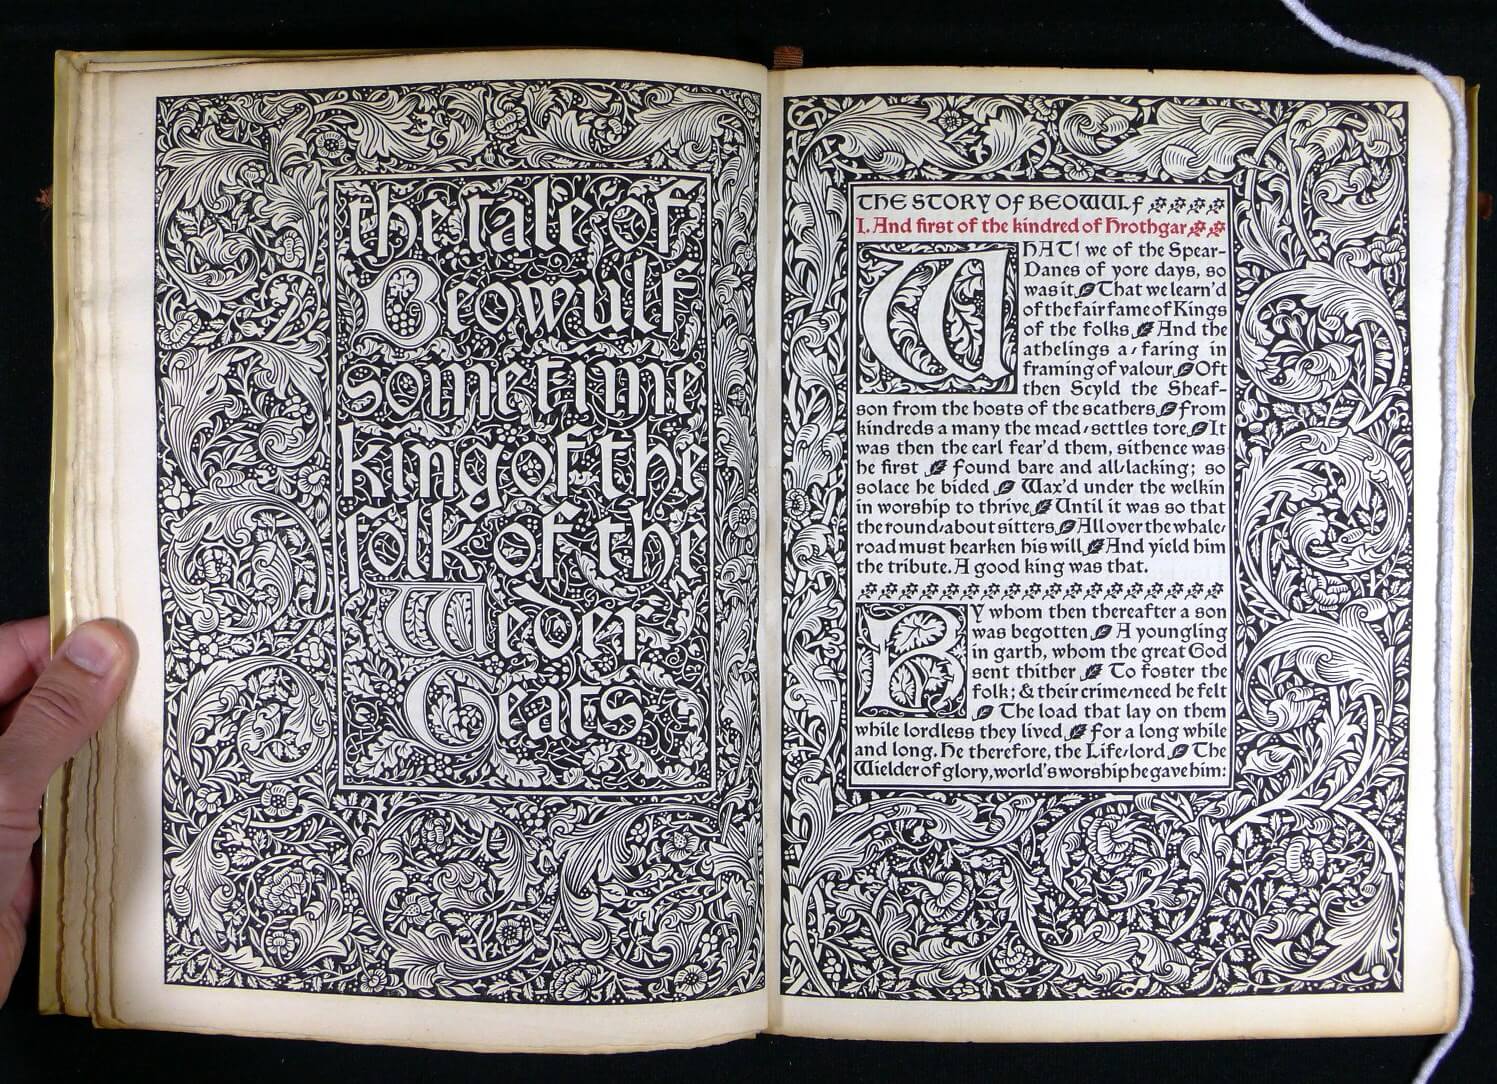 the tale of
Beowulf
sometime
king of the
folk of the
Weder
Geats
THE STORY OF BEOWULF
I. And first of the kindred of Hrothgar
WHAT! we of the Spear-
Danes of yore days, so
was it That we learn'd
of the fair fame of Kings
of the folks And the
athelings a-faring in
framing of valour Oft
then Scyld the Sheaf-
son from the hosts of the scathers From
kindreds a many the mead-settles tore It
was then the earl fear'd them, sithence was
he first Found bare and all-lacking; so
solace he bided Wax'd under the welkin
in worship to thrive Until it was so that
the round-about sitters All over the whale-
road must hearken his will And yield him
the tribute. A good king was that.
BY whom then thereafter a son
was begotten A youngling
in garth, whom the great God
sent thither To foster the
folk; & their crime-need he felt
The load that lay on them
while lordless they lived For a long while
and long. He therefore, the Life-lord The
Wielder of glory, world's worship he gave him: